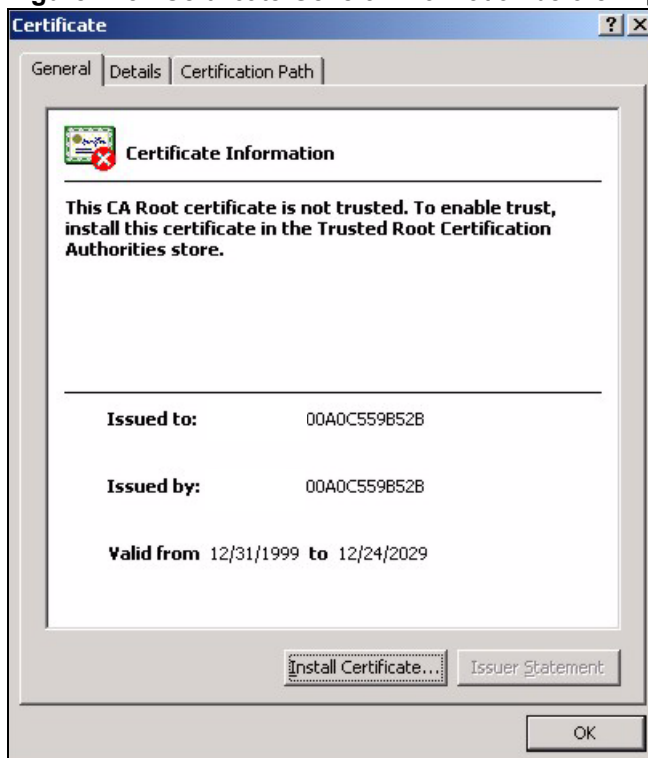 Certificate
General Details Certification Path
Certificate Information
This CA Root certificate is not trusted. To enable trust,
install this certificate in the Trusted Root Certification
Authorities store.
Issued to: 00A0C559B52B
Issued by: 00A0C559B52B
Valid from 12/31/1999 to 12/24/2029
Install Certificate... Issuer Statement
OK